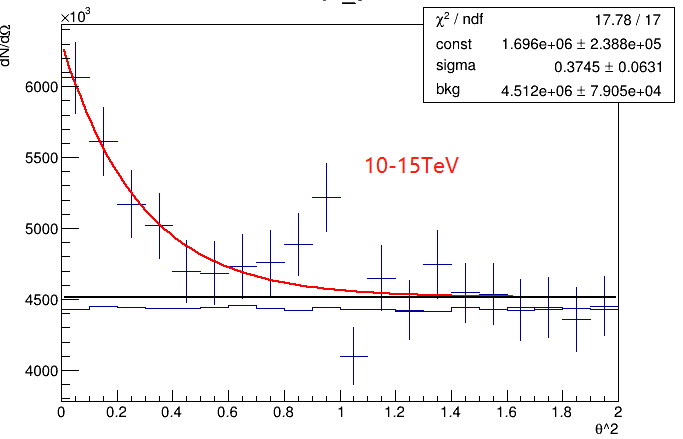 ×10³
dN/dΩ
χ² / ndf 17.78 / 17
const 1.696e+06 ± 2.388e+05
sigma 0.3745 ± 0.0631
bkg 4.512e+06 ± 7.905e+04
10-15TeV
6000
5500
5000
4500
4000
0 0.2 0.4 0.6 0.8 1 1.2 1.4 1.6 1.8 2
θ^2